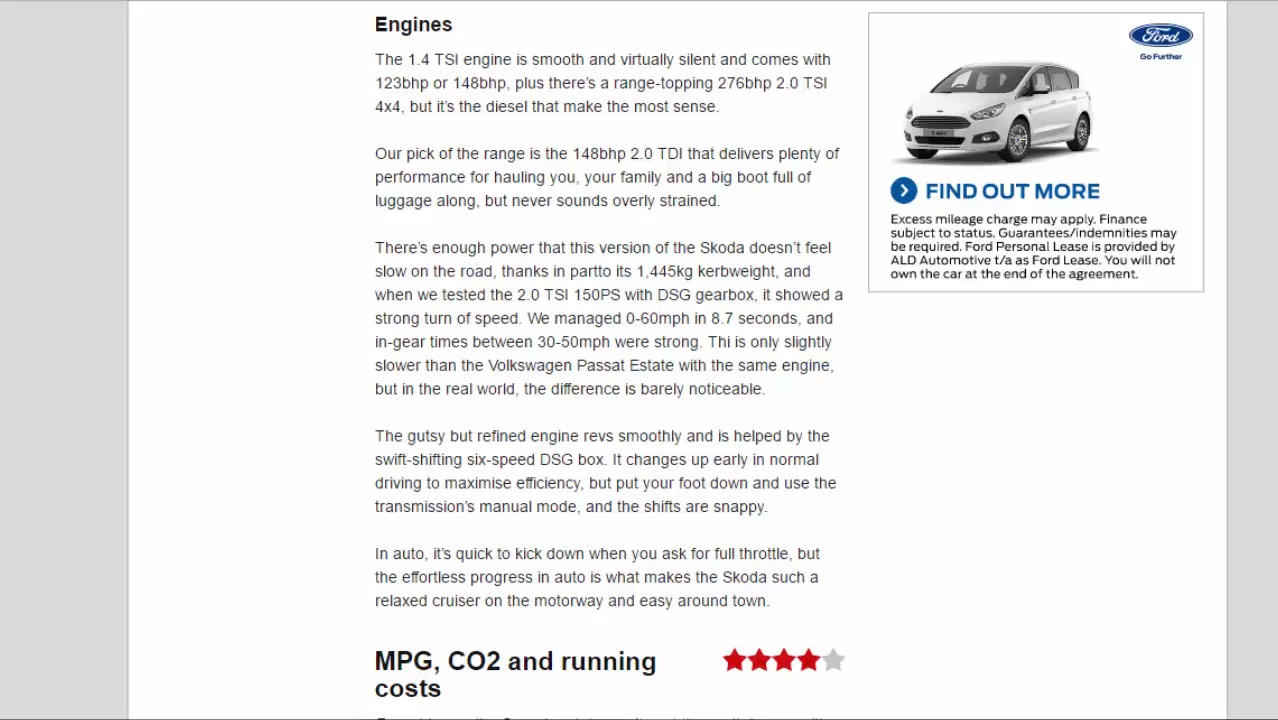 Engines
The 1.4 TSI engine is smooth and virtually silent and comes with
123bhp or 148bhp, plus there’s a range-topping 276bhp 2.0 TSI
4x4, but it’s the diesel that make the most sense.
Our pick of the range is the 148bhp 2.0 TDI that delivers plenty of
performance for hauling you, your family and a big boot full of
luggage along, but never sounds overly strained.
There’s enough power that this version of the Skoda doesn’t feel
slow on the road, thanks in partto its 1,445kg kerbweight, and
when we tested the 2.0 TSI 150PS with DSG gearbox, it showed a
strong turn of speed. We managed 0-60mph in 8.7 seconds, and
in-gear times between 30-50mph were strong. Thi is only slightly
slower than the Volkswagen Passat Estate with the same engine,
but in the real world, the difference is barely noticeable.
The gutsy but refined engine revs smoothly and is helped by the
swift-shifting six-speed DSG box. It changes up early in normal
driving to maximise efficiency, but put your foot down and use the
transmission’s manual mode, and the shifts are snappy.
In auto, it’s quick to kick down when you ask for full throttle, but
the effortless progress in auto is what makes the Skoda such a
relaxed cruiser on the motorway and easy around town.
MPG, CO2 and running
costs
Ford
Go Further
S-MAX
FIND OUT MORE
Excess mileage charge may apply. Finance
subject to status. Guarantees/indemnities may
be required. Ford Personal Lease is provided by
ALD Automotive t/a as Ford Lease. You will not
own the car at the end of the agreement.